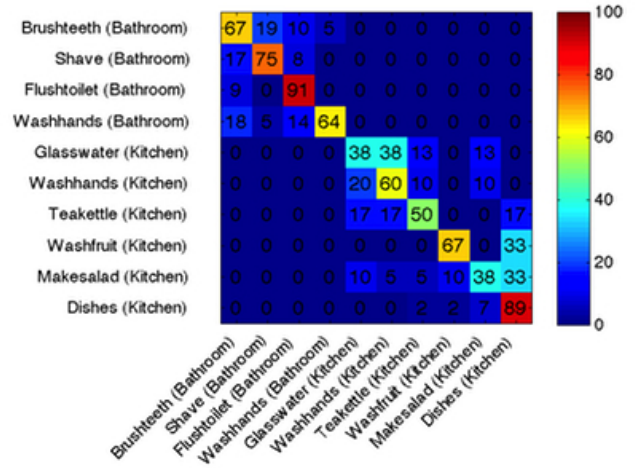 Brushteeth (Bathroom) 67 19 10 5 0 0 0 0 0 0
Shave (Bathroom) 17 75 8 0 0 0 0 0 0 0
Flushtoilet (Bathroom) 9 0 91 0 0 0 0 0 0 0
Washhands (Bathroom) 18 5 14 64 0 0 0 0 0 0
Glasswater (Kitchen) 0 0 0 0 38 38 13 0 13 0
Washhands (Kitchen) 0 0 0 0 20 60 10 0 10 0
Teakettle (Kitchen) 0 0 0 0 17 17 50 0 0 17
Washfruit (Kitchen) 0 0 0 0 0 0 0 67 0 33
Makesalad (Kitchen) 0 0 0 0 10 5 5 10 38 33
Dishes (Kitchen) 0 0 0 0 0 0 2 2 7 89
Brushteeth (Bathroom)
Shave (Bathroom)
Flushtoilet (Bathroom)
Washhands (Bathroom)
Glasswater (Kitchen)
Washhands (Kitchen)
Teakettle (Kitchen)
Washfruit (Kitchen)
Makesalad (Kitchen)
Dishes (Kitchen)
100
80
60
40
20
0